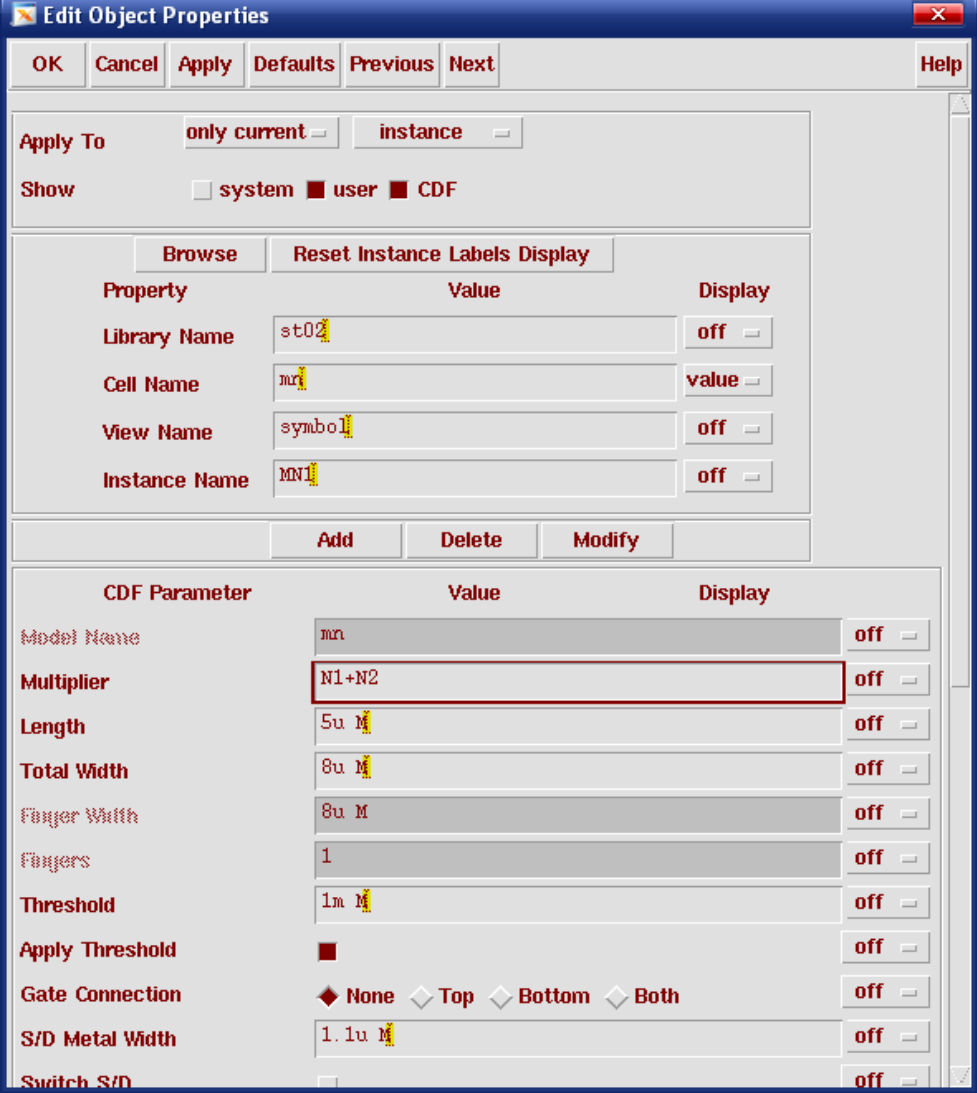 Edit Object Properties
OK Cancel Apply Defaults Previous Next Help
Apply To only current instance
Show system user CDF
Browse Reset Instance Labels Display
Property Value Display
Library Name st02 off
Cell Name mn value
View Name symbol off
Instance Name MN1 off
Add Delete Modify
CDF Parameter Value Display
Model Name mn off
Multiplier N1+N2 off
Length 5u M off
Total Width 8u M off
Finger Width 8u M off
Fingers 1 off
Threshold 1m M off
Apply Threshold off
Gate Connection None Top Bottom Both off
S/D Metal Width 1.1u M off
Switch S/D off